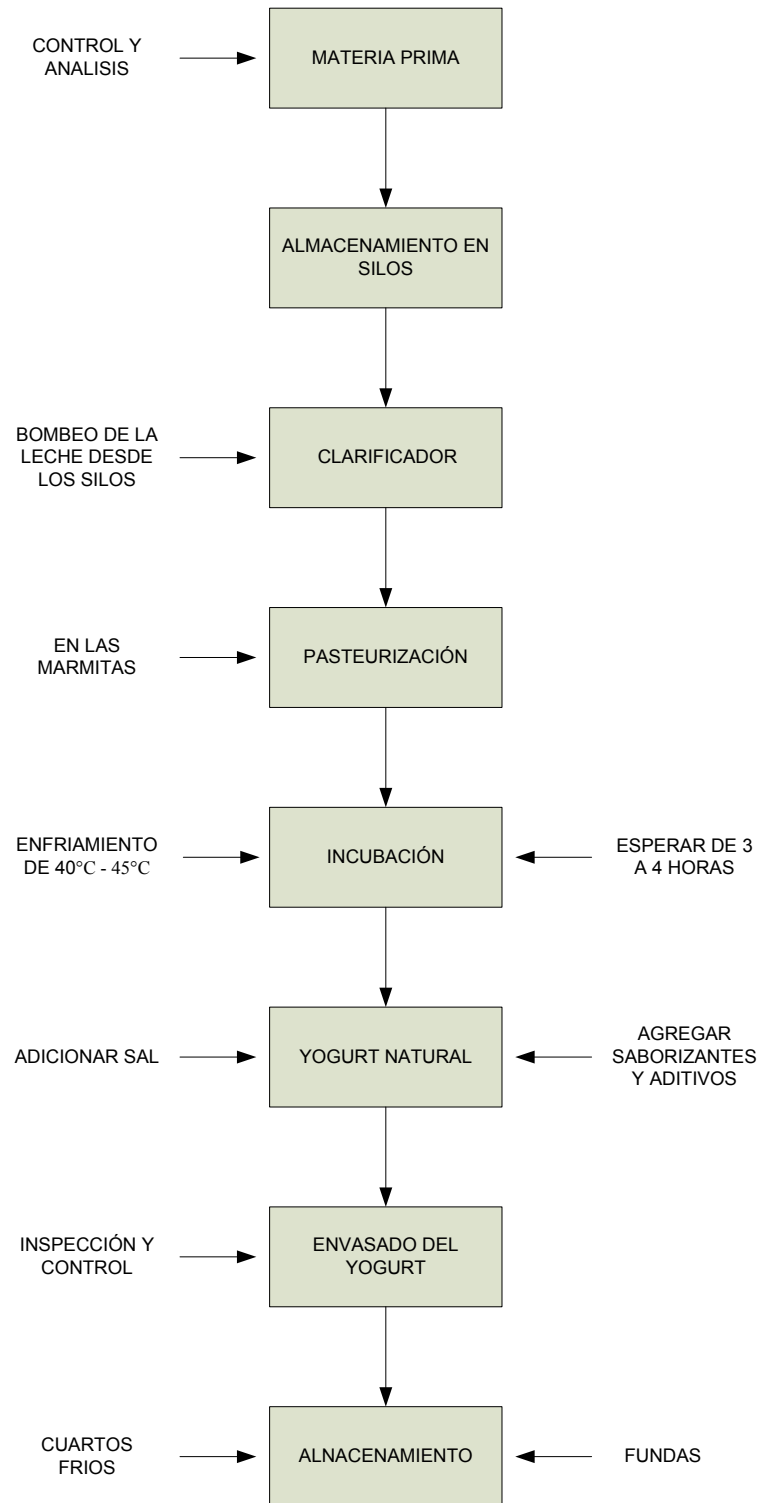 CONTROL Y
ANALISIS
MATERIA PRIMA
ALMACENAMIENTO EN
SILOS
BOMBEO DE LA
LECHE DESDE
LOS SILOS
CLARIFICADOR
EN LAS
MARMITAS
PASTEURIZACIÓN
ENFRIAMIENTO
DE 40°C - 45°C
INCUBACIÓN
ESPERAR DE 3
A 4 HORAS
ADICIONAR SAL
YOGURT NATURAL
AGREGAR
SABORIZANTES
Y ADITIVOS
INSPECCIÓN Y
CONTROL
ENVASADO DEL
YOGURT
CUARTOS
FRIOS
ALNACENAMIENTO
FUNDAS